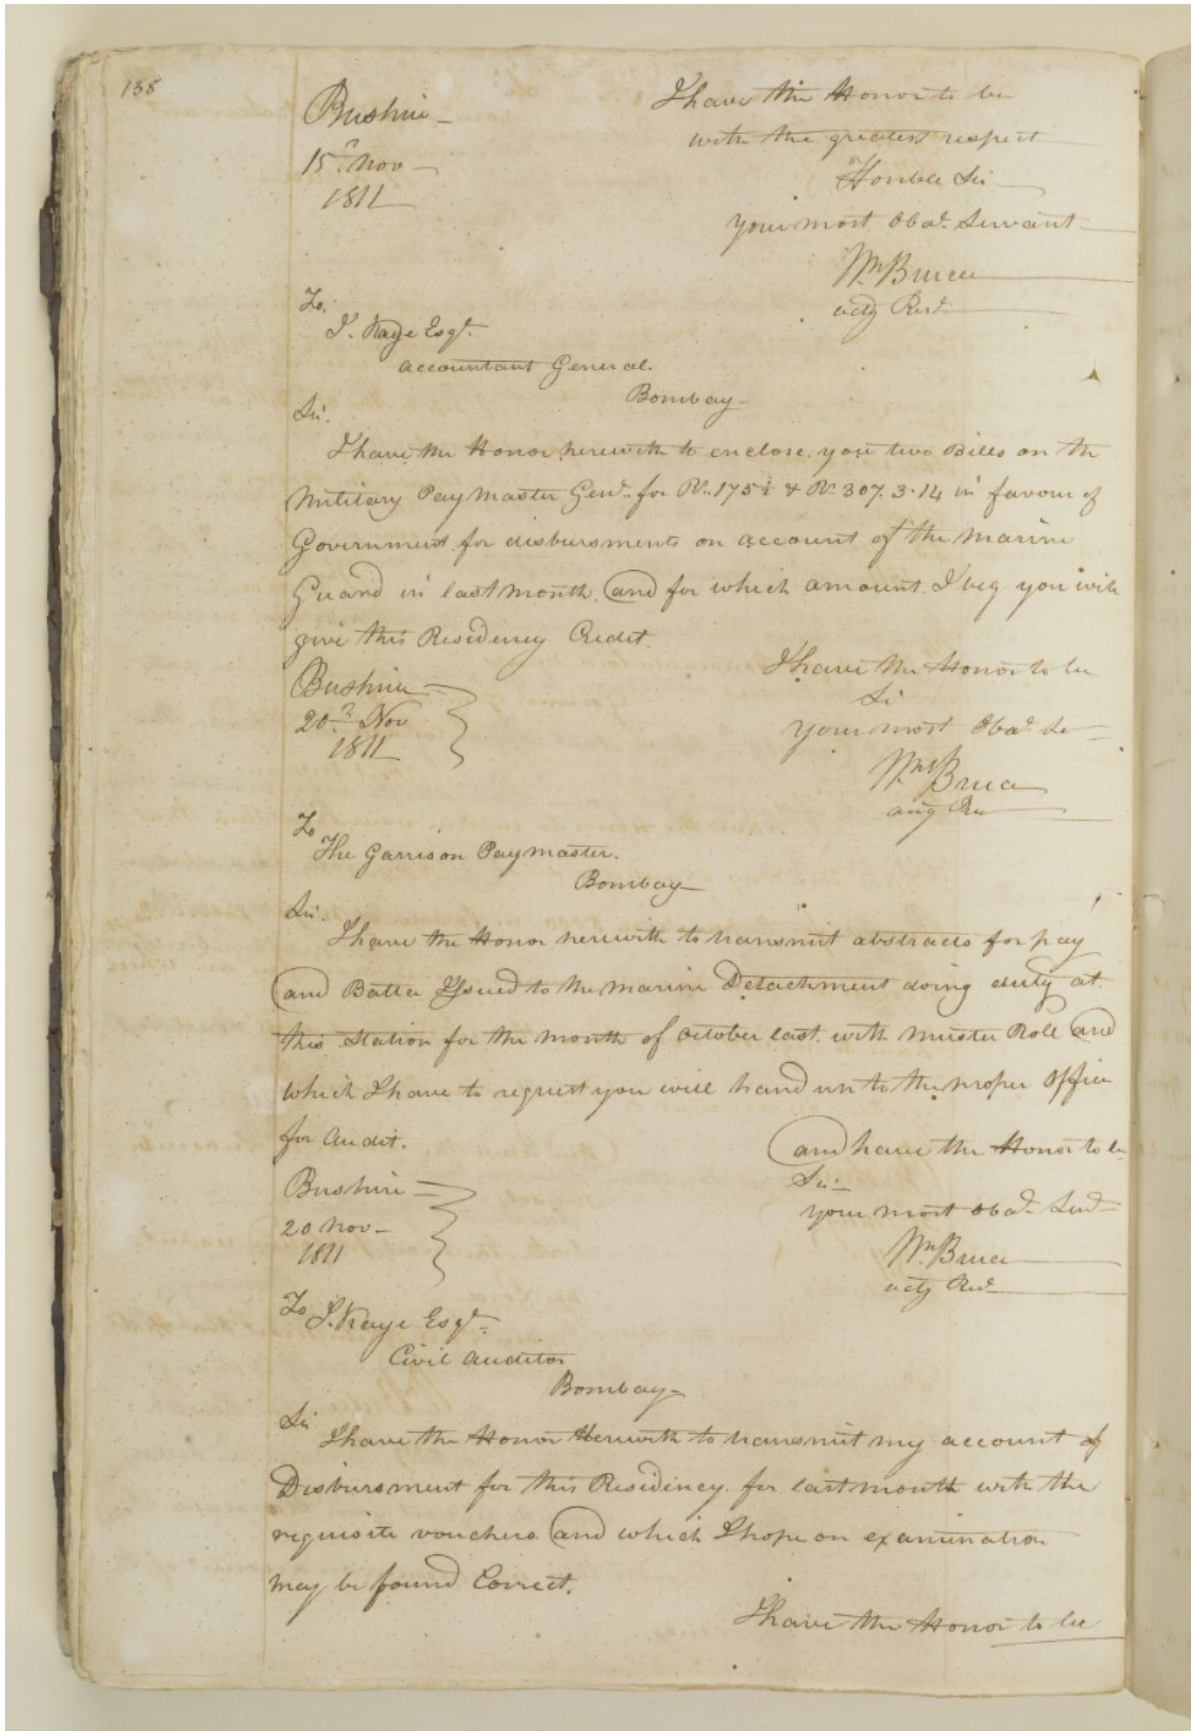 138
Bushire
I have the Honor to be
with the greatest respect
15th Nov
Honble Sir
1811
your most Obdt. Servant
Wm Bruce
actg Resdt
To.
J. Kaye Esqr.
Accountant General.
Bombay
Sir.
I have the Honor herewith to enclose you two Bills on the
Military Pay Master Genl. for Rs. 175½ & Rs. 307.3.14 in favour of
Government for disbursments on account of the marine
Guard in last month and for which amount I beg you will
give this Residency Credit.
I have the Honor to be
Bushire
Sir
20th Nov
your most Obdt Se
1811
Wm Bruce
actg Re
To
The Garrison Paymaster.
Bombay
Sir.
I have the Honor herewith to transmit abstracts for pay
and Batta Issued to the marine Detachment doing duty at
this Station for the month of October last with muster Role and
which I have to request you will hand on to the proper Office
for Audit.
and have the Honor to be
Bushire
Sir
your most obdt Servt
20 Nov
1811
Wm Bruce
actg Resdt
To J. Kaye Esqr.
Civil Auditor
Bombay
Sir
I have the Honor Herewith to transmit my account of
Disbursment for this Residency for last month with the
requisite vouchers and which I hope on examination
may be found Correct.
I have the Honor to be